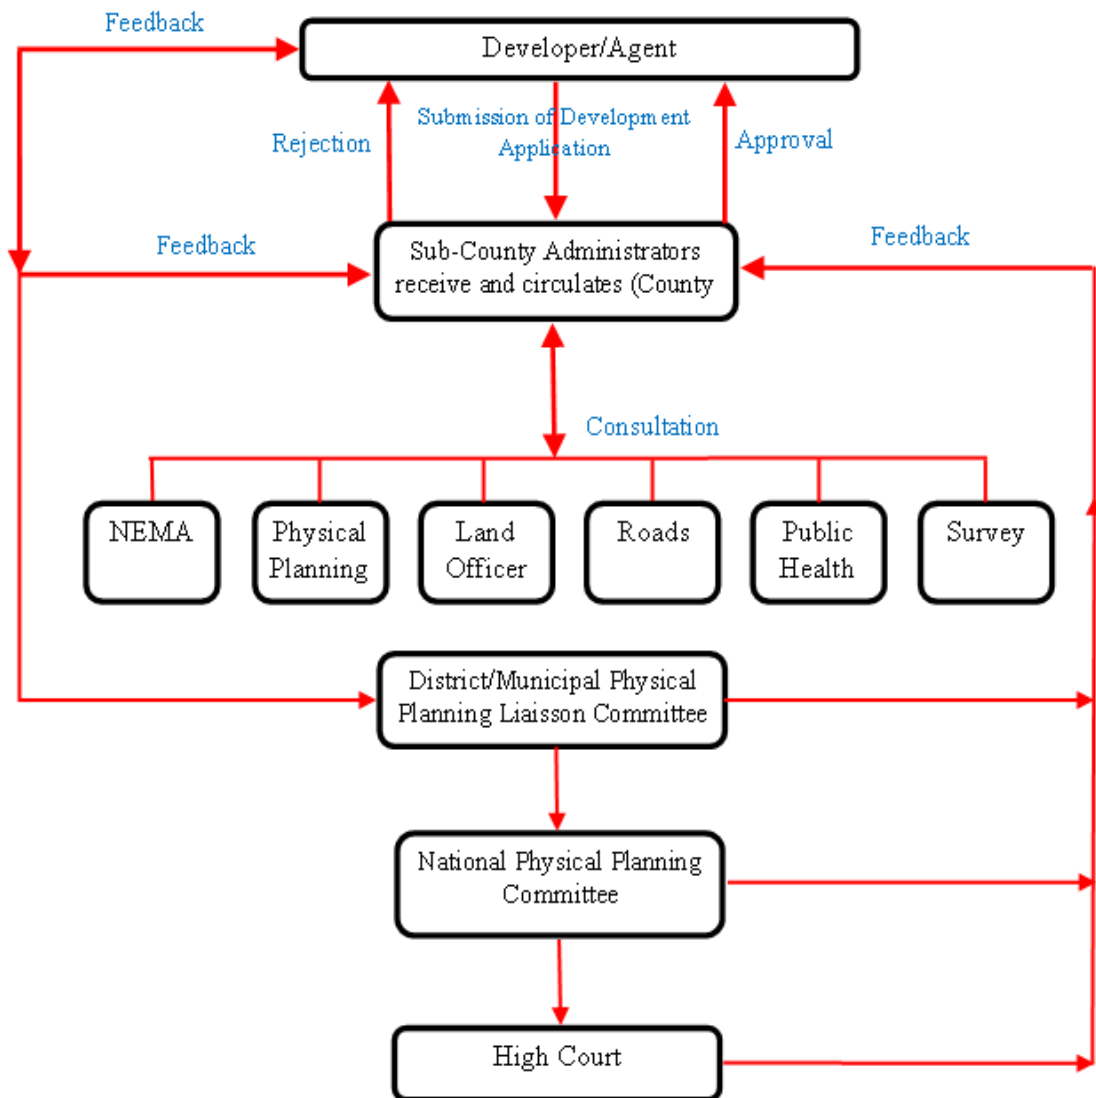 Feedback
Developer/Agent
Submission of Development
Application
Rejection
Approval
Feedback
Sub-County Administrators
receive and circulates (County
Feedback
Consultation
NEMA
Physical
Planning
Land
Officer
Roads
Public
Health
Survey
District/Municipal Physical
Planning Liaisson Committee
National Physical Planning
Committee
High Court